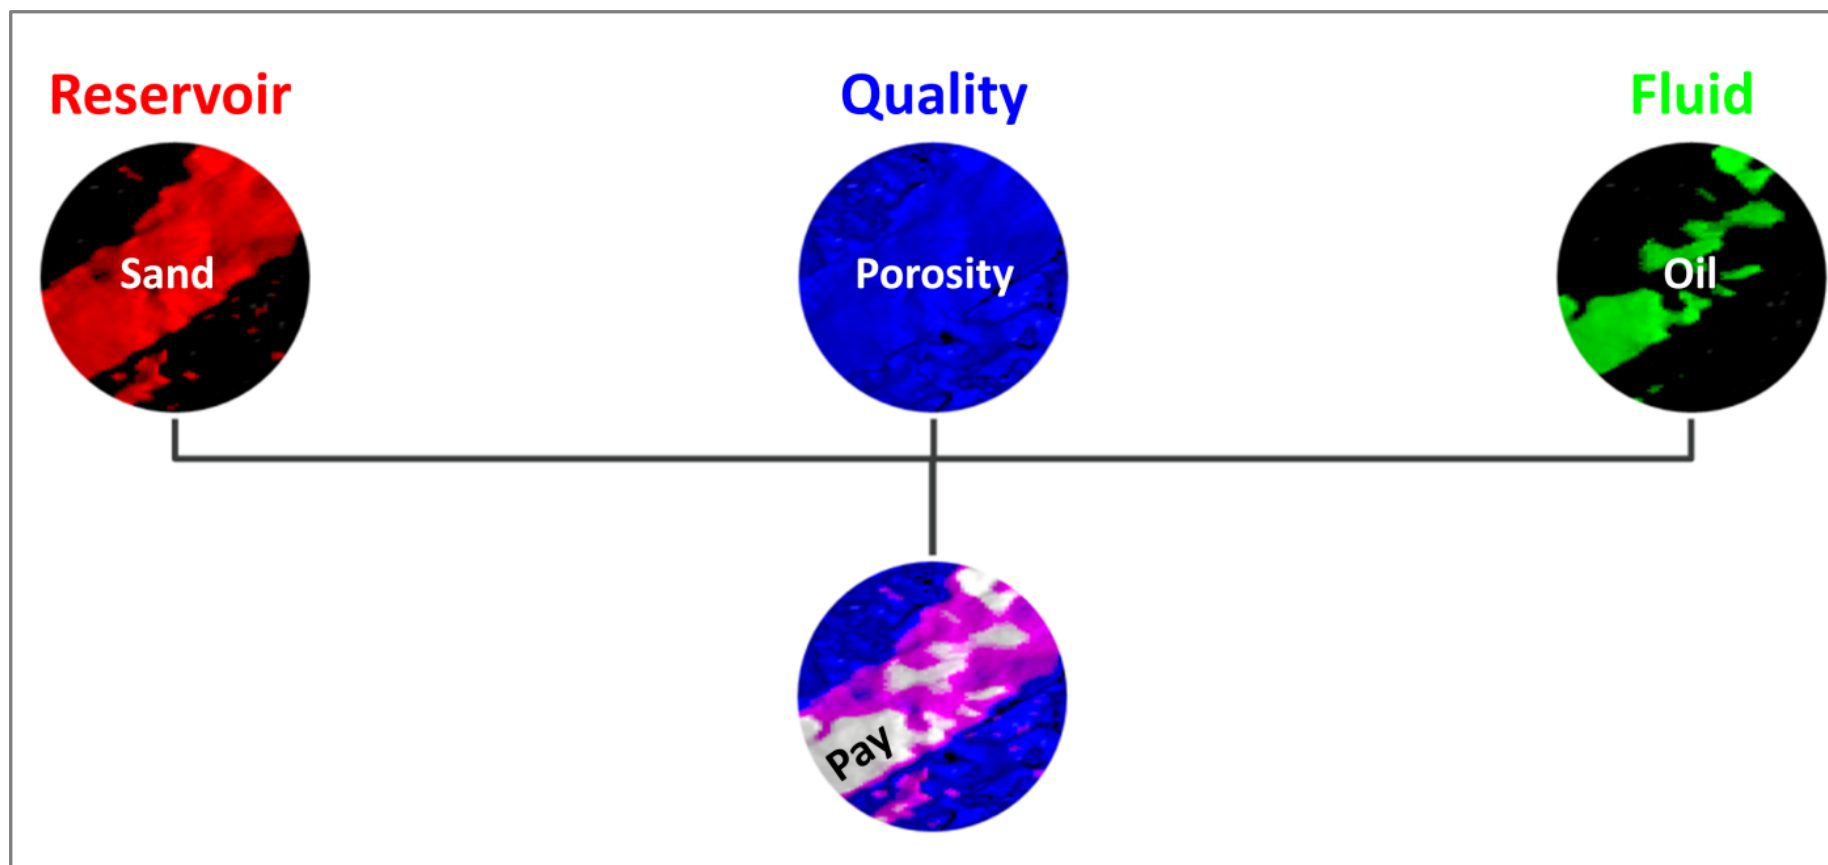 Reservoir
Quality
Fluid
Sand
Porosity
Oil
Pay